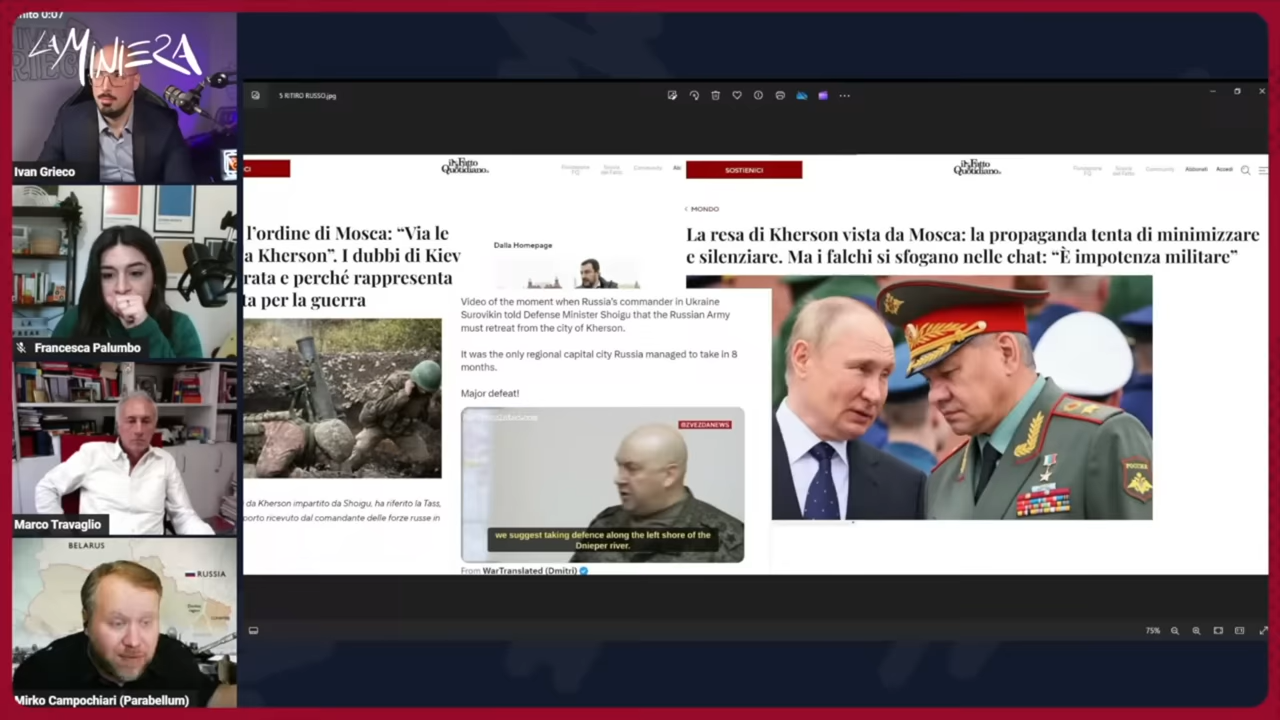 LA MINIERA
Ivan Grieco
Francesca Palumbo
Marco Travaglio
BELARUS
RUSSIA
Mirko Campochiari (Parabellum)
5 RITIRO RUSSO.jpg
il Fatto
Quotidiano
l’ordine di Mosca: “Via le
a Kherson”. I dubbi di Kiev
rata e perché rappresenta
ta per la guerra
da Kherson impartito da Shoigu, ha riferito la Tass,
porto ricevuto dal comandante delle forze russe in
Dalla Homepage
Video of the moment when Russia's commander in Ukraine
Surovikin told Defense Minister Shoigu that the Russian Army
must retreat from the city of Kherson.
It was the only regional capital city Russia managed to take in 8
months.
Major defeat!
@ZVEZDANEWS
we suggest taking defence along the left shore of the
Dnieper river.
From WarTranslated (Dmitri)
SOSTIENICI
il Fatto
Quotidiano
Community
Abbonati
Accedi
< MONDO
La resa di Kherson vista da Mosca: la propaganda tenta di minimizzare
e silenziare. Ma i falchi si sfogano nelle chat: “È impotenza militare”
РОССИЯ
75%